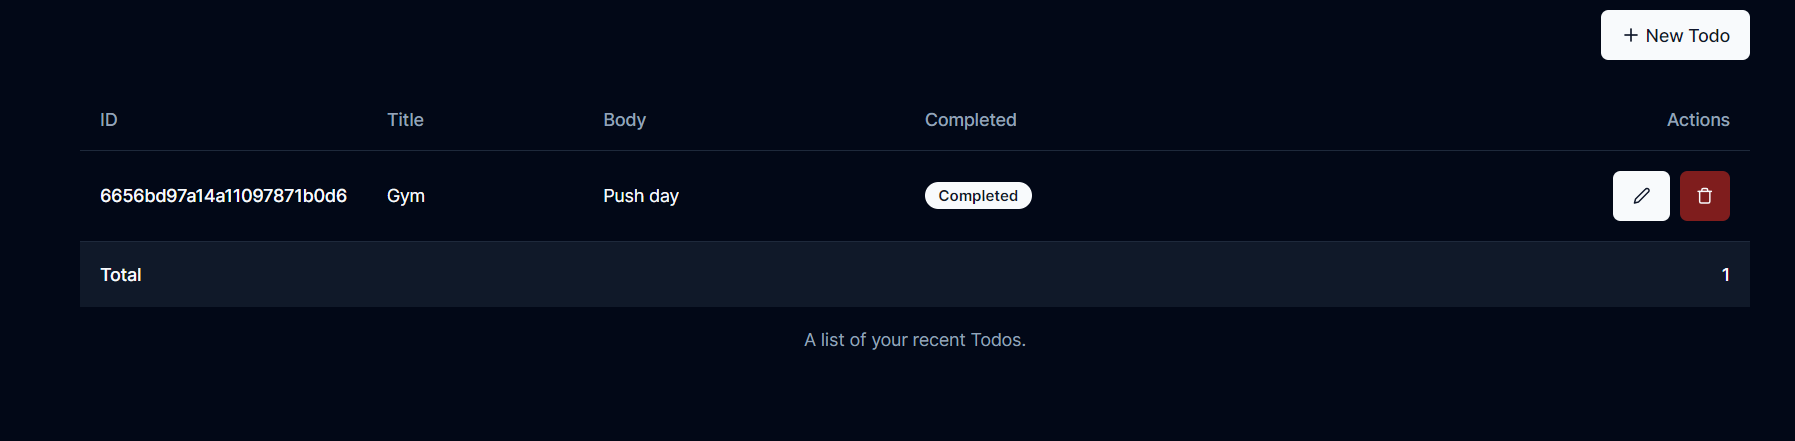 + New Todo
ID Title Body Completed Actions
6656bd97a14a11097871b0d6 Gym Push day Completed
Total 1
A list of your recent Todos.